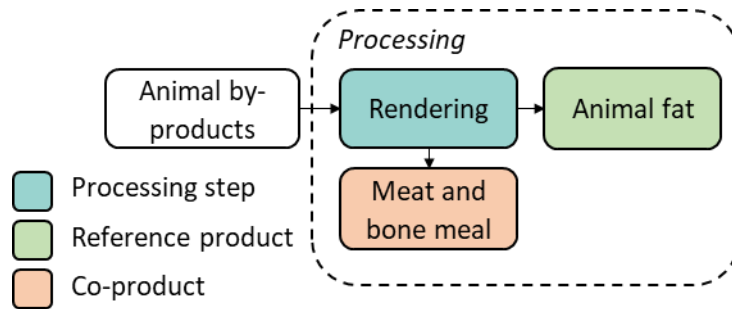 Processing
Animal by-
products
Rendering
Animal fat
Meat and
bone meal
Processing step
Reference product
Co-product